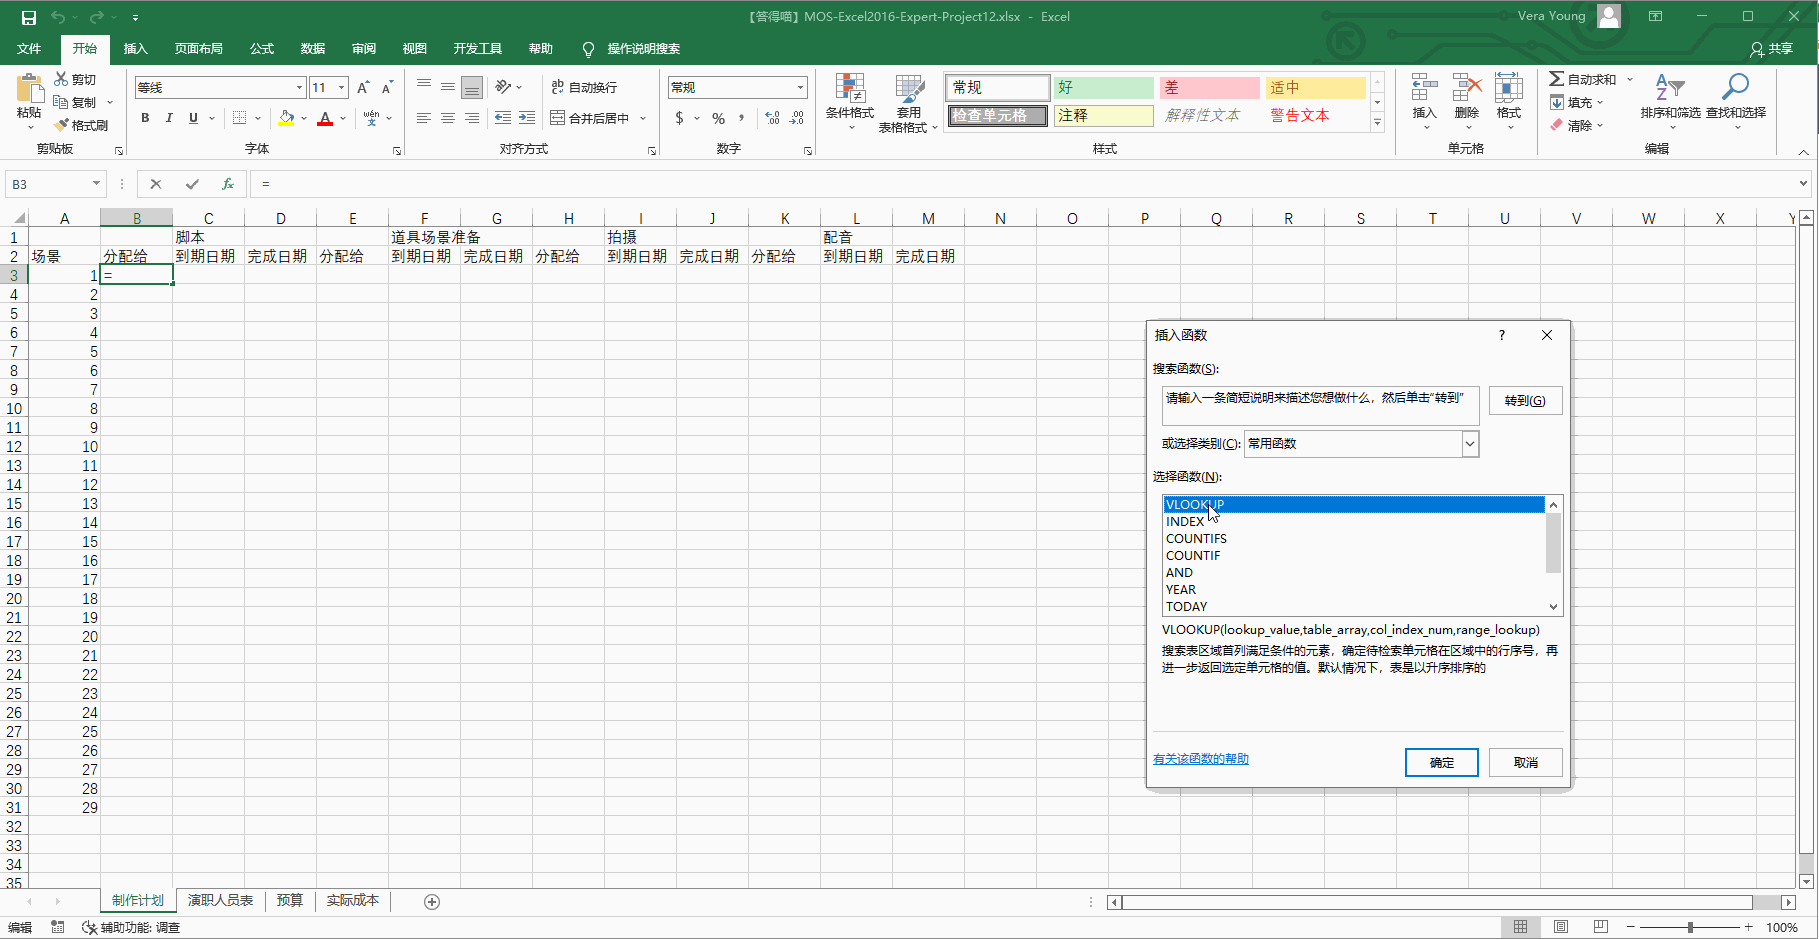 【答得喵】MOS-Excel2016-Expert-Project12.xlsx - Excel
Vera Young
文件 开始 插入 页面布局 公式 数据 审阅 视图 开发工具 帮助 操作说明搜索 共享
粘贴 剪切 复制 格式刷 剪贴板
等线 11 B I U A A A wén 文 字体
ab 自动换行 合并后居中 对齐方式
常规 $ % , 数字
条件格式 套用表格格式 常规 好 差 适中
检查单元格 注释 解释性文本 警告文本 样式
插入 删除 格式 单元格
自动求和 填充 清除 排序和筛选 查找和选择 编辑
B3 fx =
A B C D E F G H I J K L M N O P Q R S T U V W X Y
1 脚本 道具场景准备 拍摄 配音
2 场景 分配给 到期日期 完成日期 分配给 到期日期 完成日期 分配给 到期日期 完成日期 分配给 到期日期 完成日期
3 1 =
4 2
5 3
6 4
7 5
8 6
9 7
10 8
11 9
12 10
13 11
14 12
15 13
16 14
17 15
18 16
19 17
20 18
21 19
22 20
23 21
24 22
25 23
26 24
27 25
28 26
29 27
30 28
31 29
32
33
34
35
插入函数 ?
搜索函数(S):
请输入一条简短说明来描述您想做什么，然后单击“转到” 转到(G)
或选择类别(C): 常用函数
选择函数(N):
VLOOKUP
INDEX
COUNTIFS
COUNTIF
AND
YEAR
TODAY
VLOOKUP(lookup_value,table_array,col_index_num,range_lookup)
搜索表区域首列满足条件的元素，确定待检索单元格在区域中的行序号，再
进一步返回选定单元格的值。默认情况下，表是以升序排序的
有关该函数的帮助 确定 取消
制作计划 演职人员表 预算 实际成本
编辑 辅助功能: 调查 100%